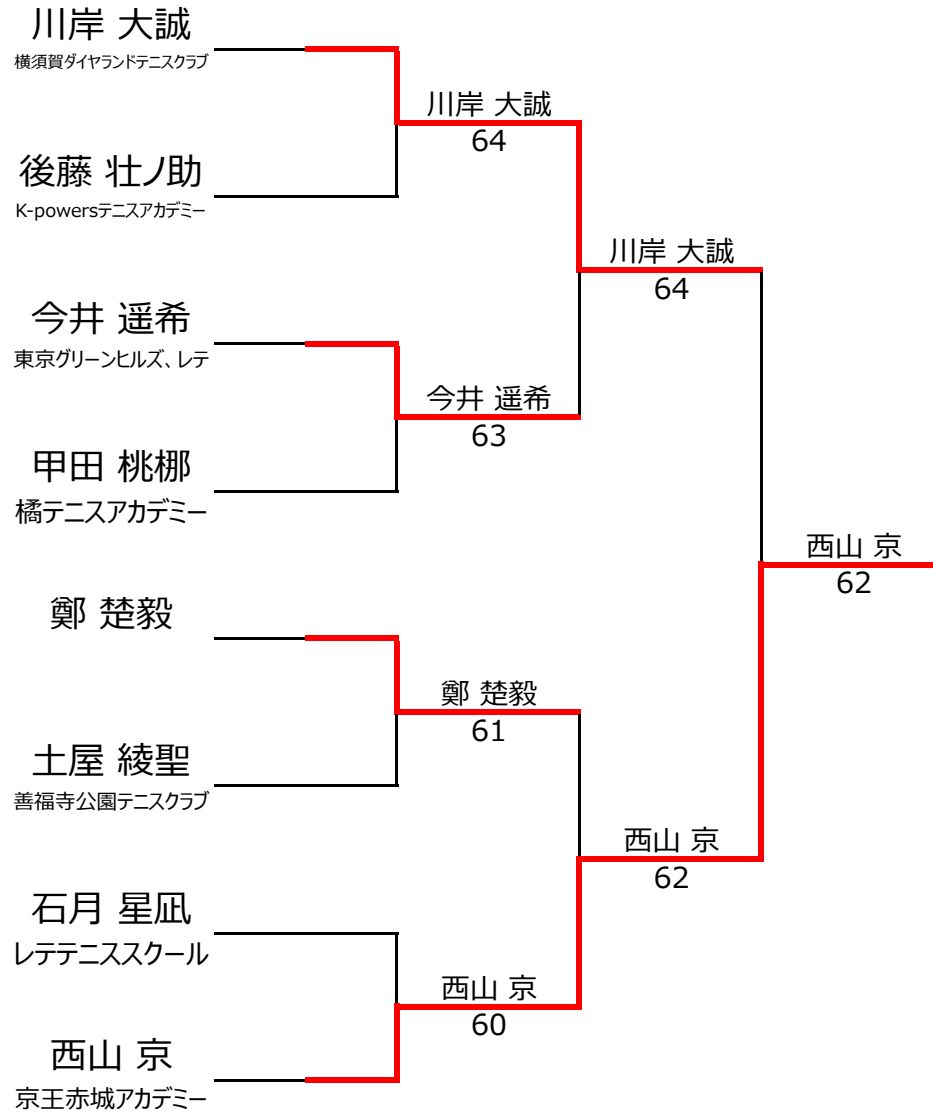 川岸 大誠
横須賀ダイヤランドテニスクラブ
川岸 大誠
64
後藤 壮ノ助
K-powersテニスアカデミー
川岸 大誠
64
今井 遥希
東京グリーンヒルズ、レテ
今井 遥希
63
甲田 桃梛
橘テニスアカデミー
西山 京
62
鄭 楚毅
鄭 楚毅
61
土屋 綾聖
善福寺公園テニスクラブ
西山 京
62
石月 星凪
レテテニススクール
西山 京
60
西山 京
京王赤城アカデミー